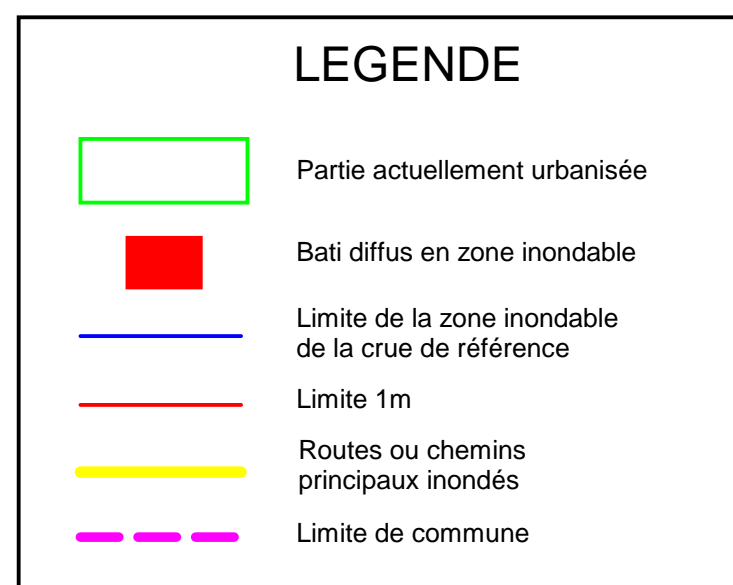 LEGENDE
Partie actuellement urbanisée
Bati diffus en zone inondable
Limite de la zone inondable
de la crue de référence
Limite 1m
Routes ou chemins
principaux inondés
Limite de commune